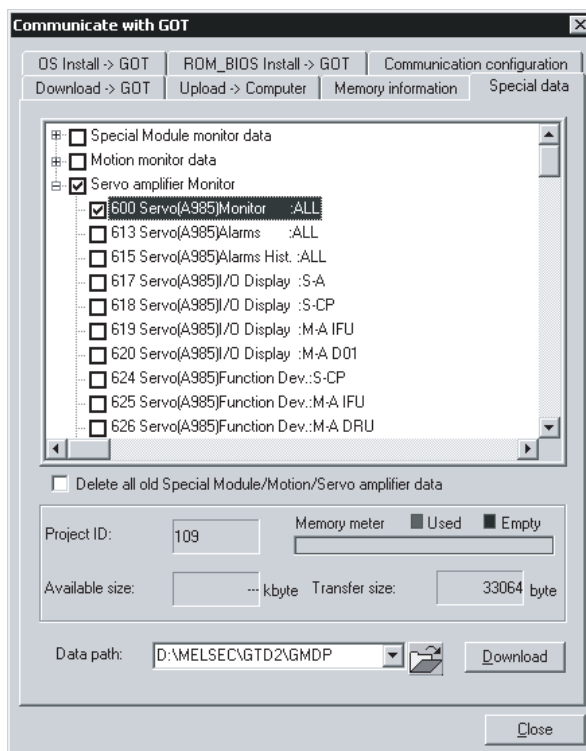 Communicate with GOT
OS Install -> GOT ROM_BIOS Install -> GOT Communication configuration
Download -> GOT Upload -> Computer Memory information Special data
Special Module monitor data
Motion monitor data
Servo amplifier Monitor
600 Servo(A985)Monitor :ALL
613 Servo(A985)Alarms :ALL
615 Servo(A985)Alarms Hist. :ALL
617 Servo(A985)I/O Display :S-A
618 Servo(A985)I/O Display :S-CP
619 Servo(A985)I/O Display :M-A IFU
620 Servo(A985)I/O Display :M-A D01
624 Servo(A985)Function Dev.:S-CP
625 Servo(A985)Function Dev.:M-A IFU
626 Servo(A985)Function Dev.:M-A DRU
Delete all old Special Module/Motion/Servo amplifier data
Project ID: 109 Memory meter Used Empty
Available size: --- kbyte Transfer size: 33064 byte
Data path: D:\MELSEC\GTD2\GMDP Download
Close